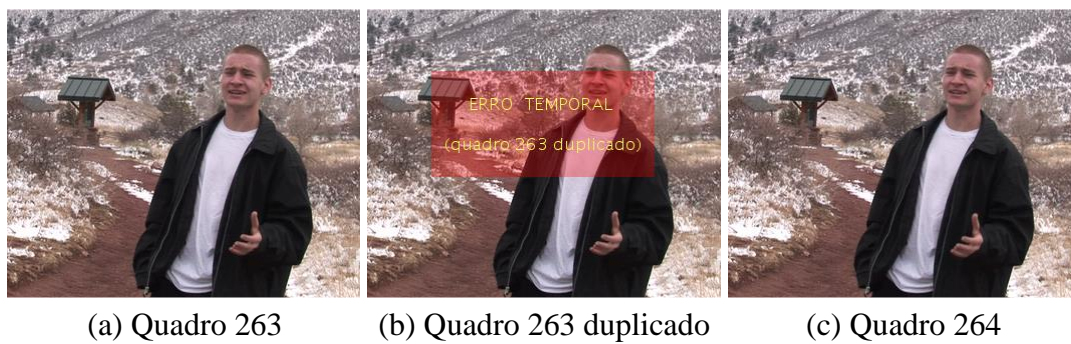 ERRO TEMPORAL
(quadro 263 duplicado)
(a) Quadro 263
(b) Quadro 263 duplicado
(c) Quadro 264